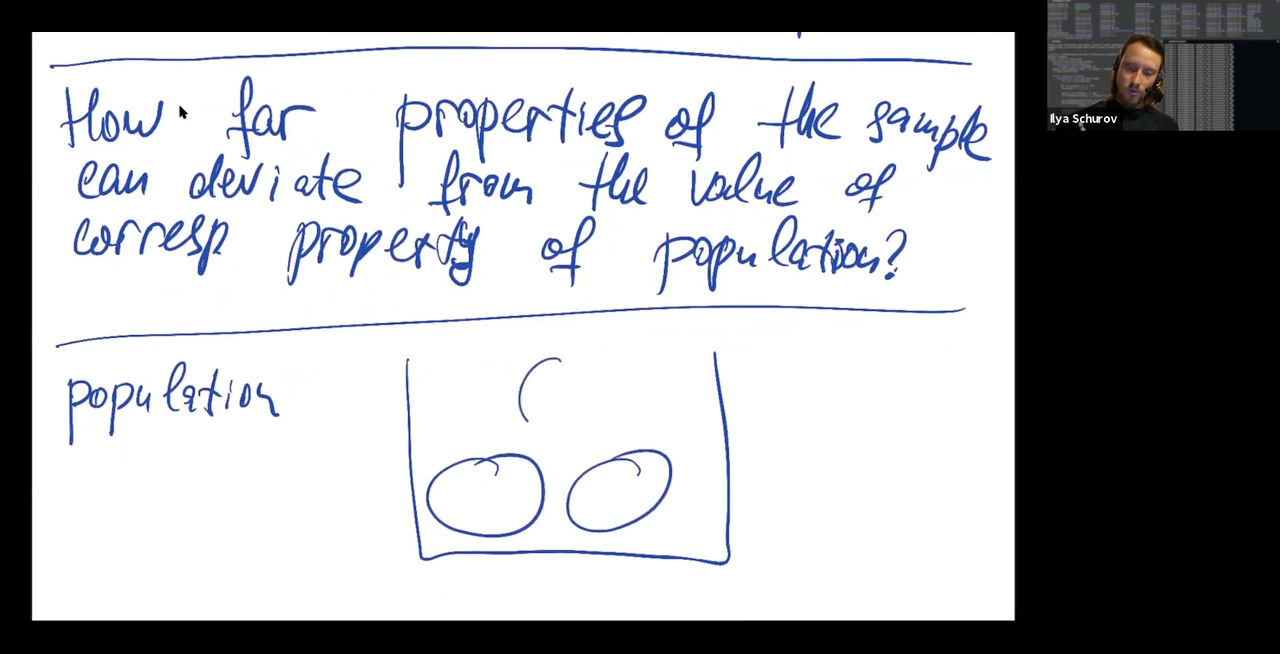 How far properties of the sample
can deviate from the value of
corresp property of population?
population
Ilya Schurov